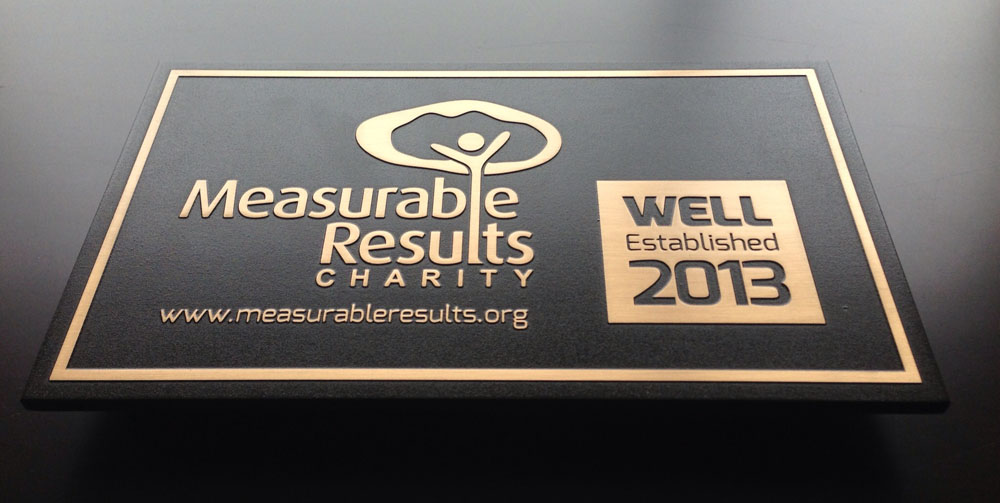 Measurable
Results
CHARITY
www.measurableresults.org
WELL
Established
2013